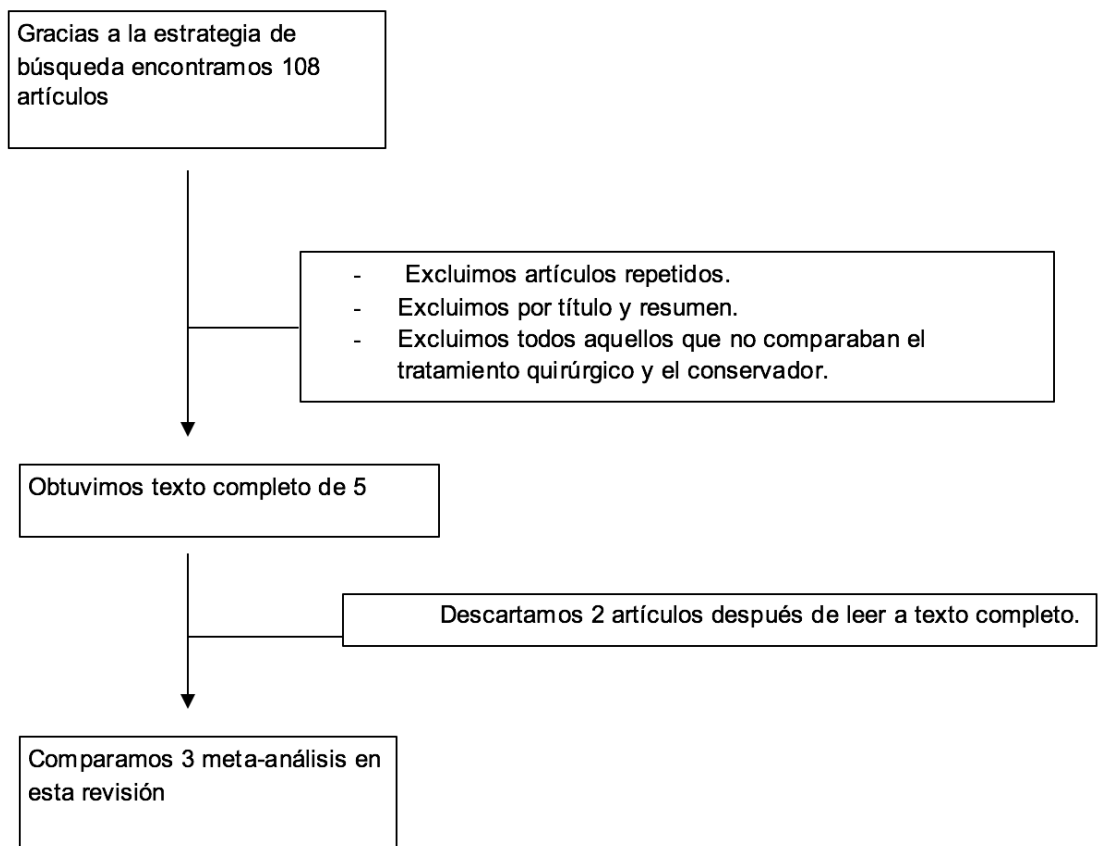 Gracias a la estrategia de
búsqueda encontramos 108
artículos
- Excluimos artículos repetidos.
- Excluimos por título y resumen.
- Excluimos todos aquellos que no comparaban el
tratamiento quirúrgico y el conservador.
Obtuvimos texto completo de 5
Descartamos 2 artículos después de leer a texto completo.
Comparamos 3 meta-análisis en
esta revisión